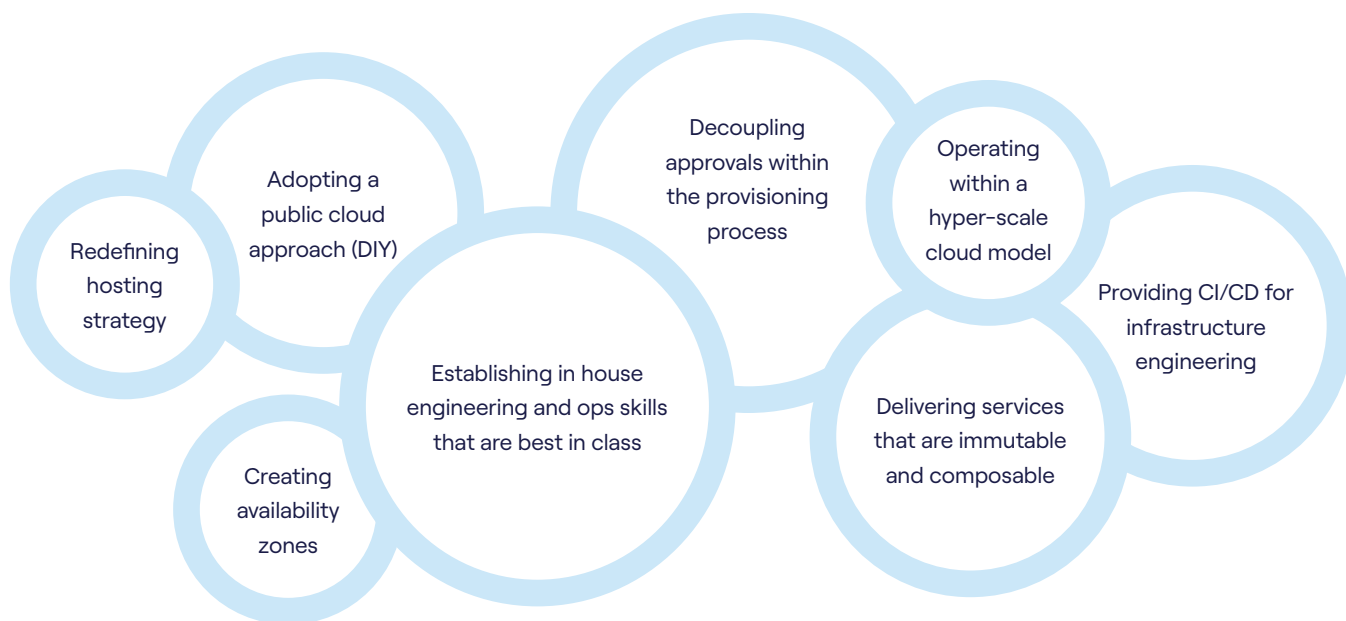 Redefining
hosting
strategy
Adopting a
public cloud
approach (DIY)
Creating
availability
zones
Establishing in house
engineering and ops skills
that are best in class
Decoupling
approvals within
the provisioning
process
Operating
within a
hyper-scale
cloud model
Delivering services
that are immutable
and composable
Providing CI/CD for
infrastructure
engineering